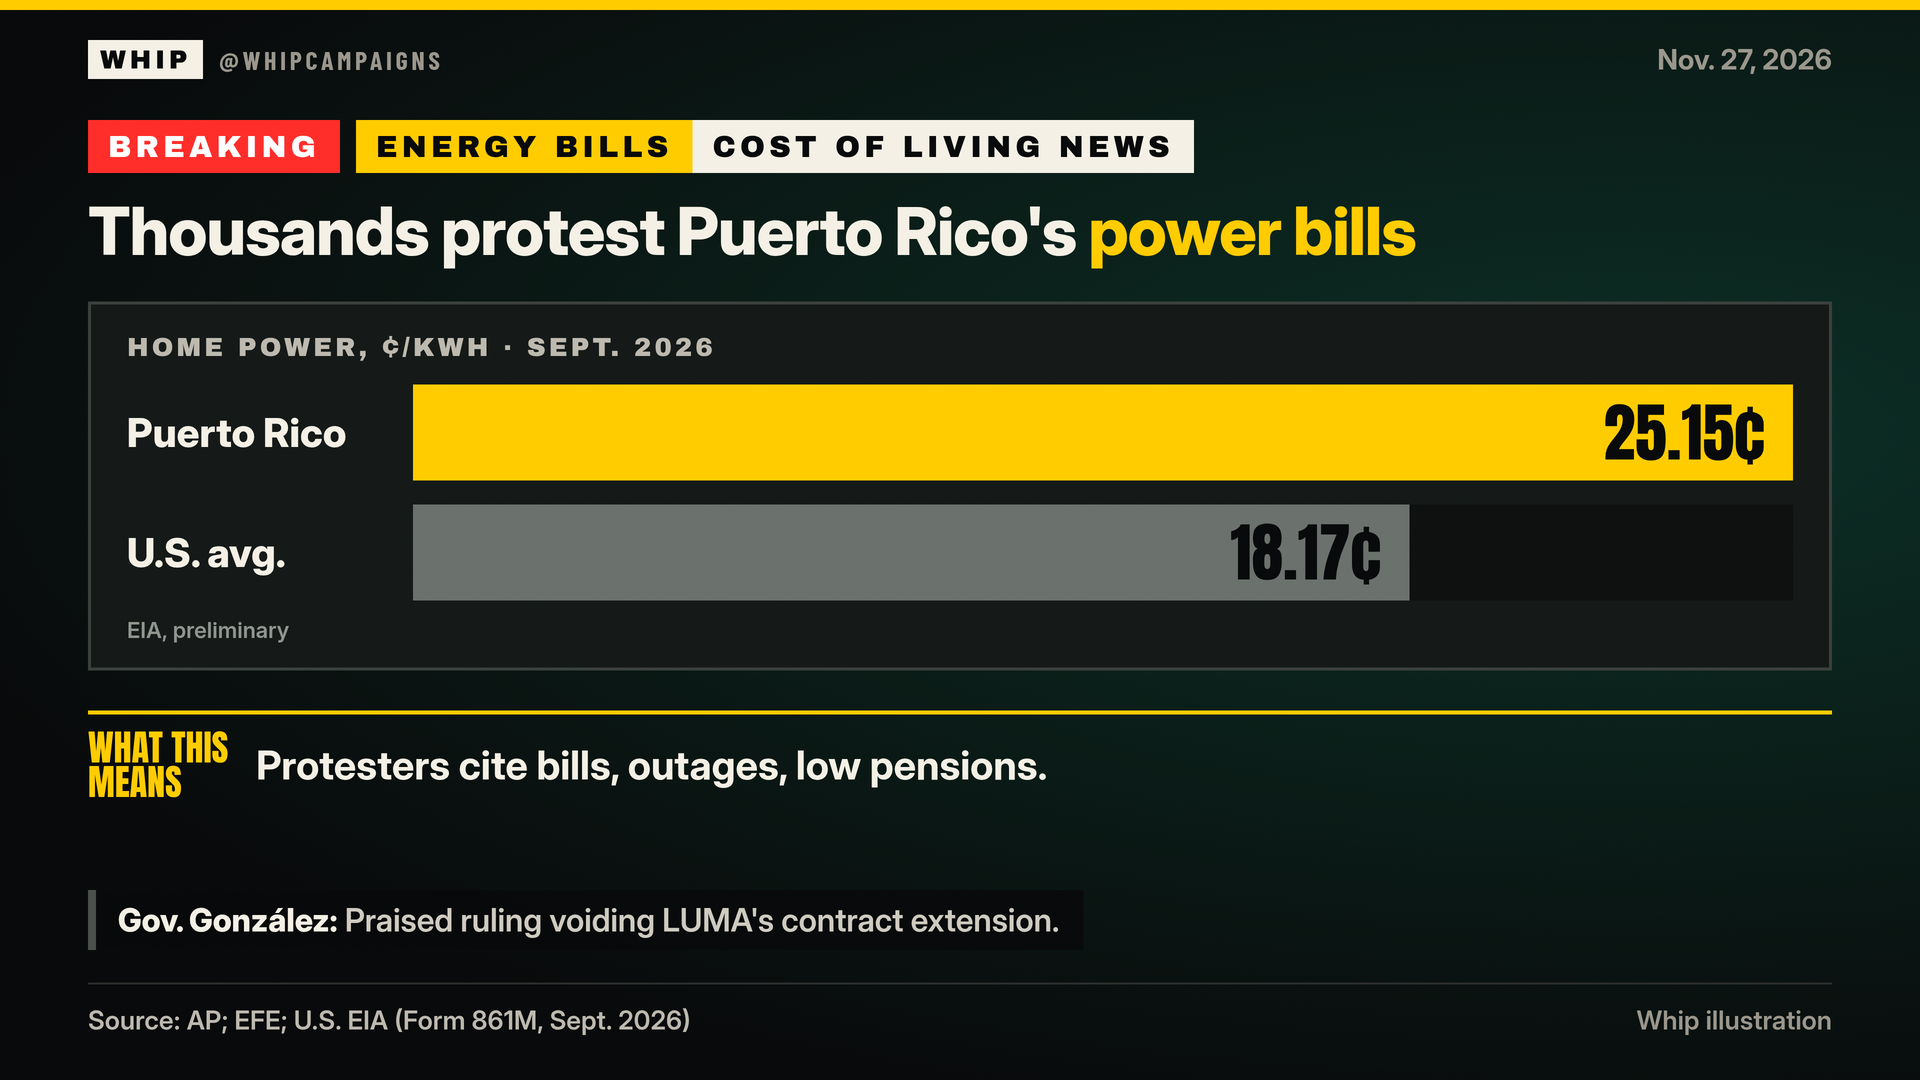 WHIP @WHIPCAMPAIGNS
Nov. 27, 2026
BREAKING ENERGY BILLS COST OF LIVING NEWS
Thousands protest Puerto Rico's power bills
HOME POWER, ¢/KWH · SEPT. 2026
Puerto Rico 25.15¢
U.S. avg. 18.17¢
EIA, preliminary
WHAT THIS
MEANS
Protesters cite bills, outages, low pensions.
Gov. González: Praised ruling voiding LUMA's contract extension.
Source: AP; EFE; U.S. EIA (Form 861M, Sept. 2026)
Whip illustration